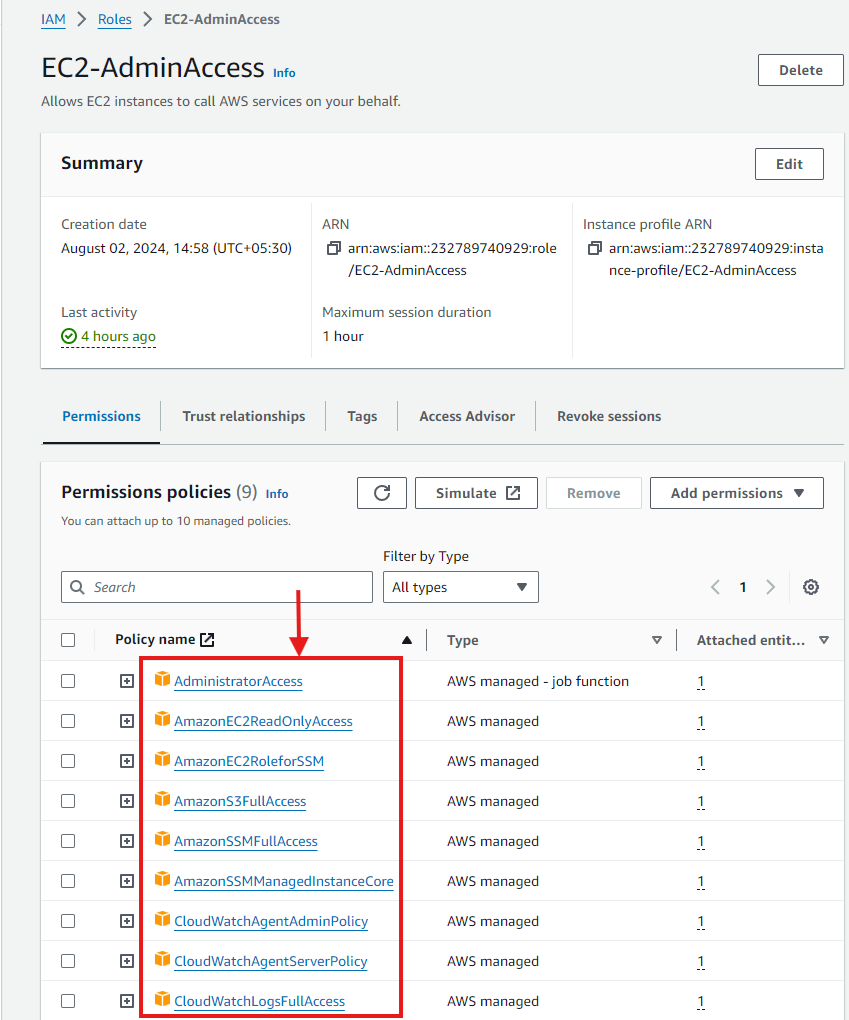 IAM > Roles > EC2-AdminAccess
EC2-AdminAccess Info
Delete
Allows EC2 instances to call AWS services on your behalf.
Summary
Edit
Creation date
August 02, 2024, 14:58 (UTC+05:30)
ARN
arn:aws:iam::232789740929:role
/EC2-AdminAccess
Instance profile ARN
arn:aws:iam::232789740929:insta
nce-profile/EC2-AdminAccess
Last activity
4 hours ago
Maximum session duration
1 hour
Permissions Trust relationships Tags Access Advisor Revoke sessions
Permissions policies (9) Info
Simulate Remove Add permissions
You can attach up to 10 managed policies.
Filter by Type
Search All types 1
Policy name Type Attached entit...
AdministratorAccess AWS managed - job function 1
AmazonEC2ReadOnlyAccess AWS managed 1
AmazonEC2RoleforSSM AWS managed 1
AmazonS3FullAccess AWS managed 1
AmazonSSMFullAccess AWS managed 1
AmazonSSMManagedInstanceCore AWS managed 1
CloudWatchAgentAdminPolicy AWS managed 1
CloudWatchAgentServerPolicy AWS managed 1
CloudWatchLogsFullAccess AWS managed 1